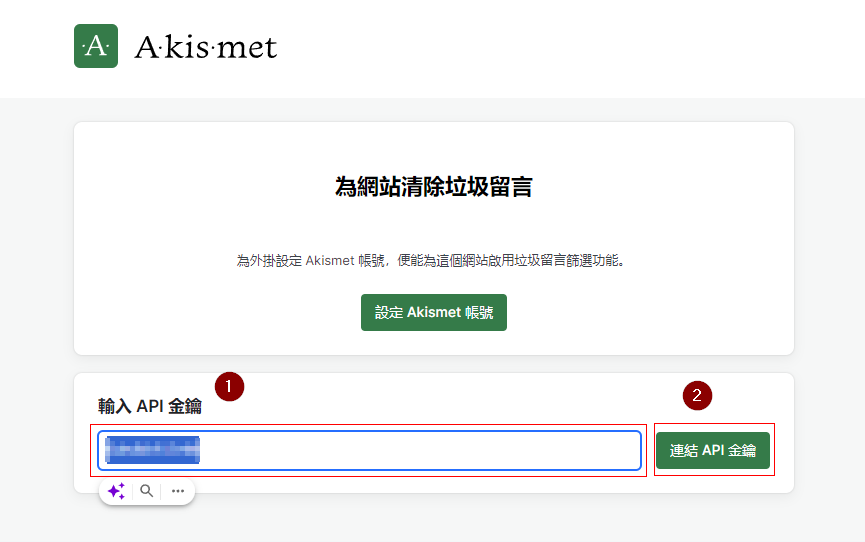 ·A· A·kis·met
為網站清除垃圾留言
為外掛設定 Akismet 帳號，便能為這個網站啟用垃圾留言篩選功能。
設定 Akismet 帳號
輸入 API 金鑰
1
2
連結 API 金鑰